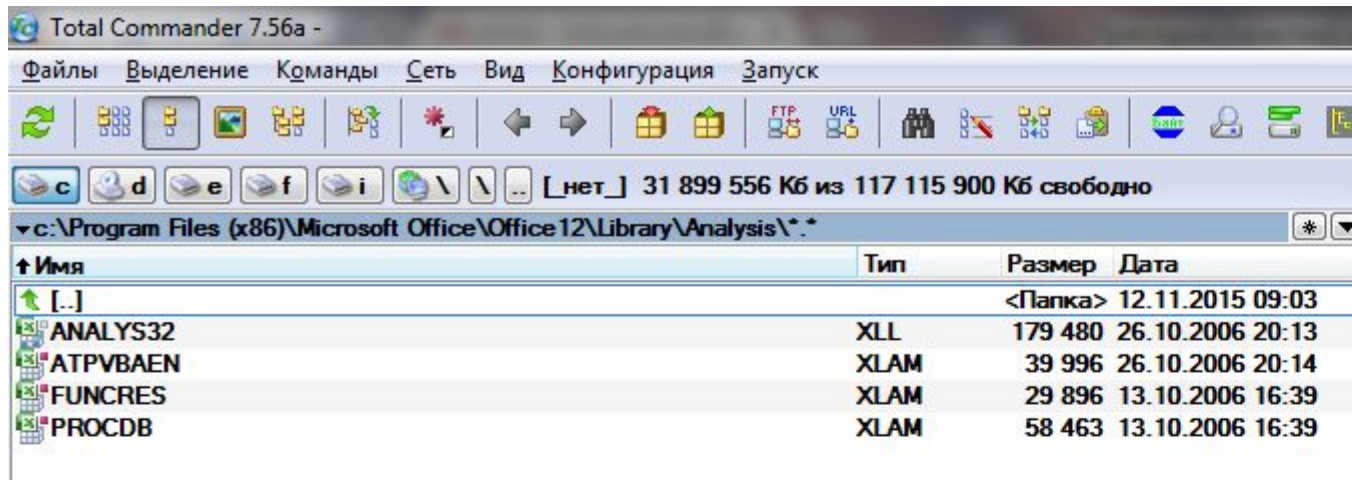 Total Commander 7.56a -
Файлы Выделение Команды Сеть Вид Конфигурация Запуск
FTP URL
c d e f i \ \ .. [_нет_] 31 899 556 Кб из 117 115 900 Кб свободно
c:\Program Files (x86)\Microsoft Office\Office12\Library\Analysis\*.* *
Имя Тип Размер Дата
[..] <Папка> 12.11.2015 09:03
ANALYS32 XLL 179 480 26.10.2006 20:13
ATPVBAEN XLAM 39 996 26.10.2006 20:14
FUNCRES XLAM 29 896 13.10.2006 16:39
PROCDB XLAM 58 463 13.10.2006 16:39